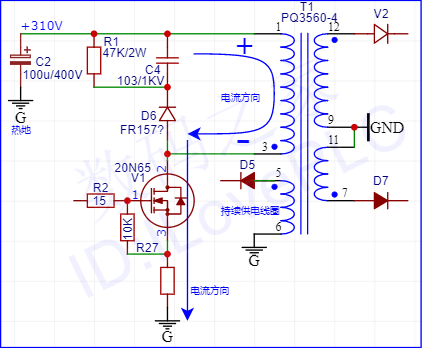 +310V
C2
100u/400V
G
热地
R1
47K/2W
C4
103/1KV
D6
FR157?
+
电流方向
-
T1
PQ3560-4
1
3
5
6
12
9
11
7
V2
GND
D7
D5
持续供电线圈
G
20N65
V1
2
1
3
R2
15
10K
R27
电流方向
G